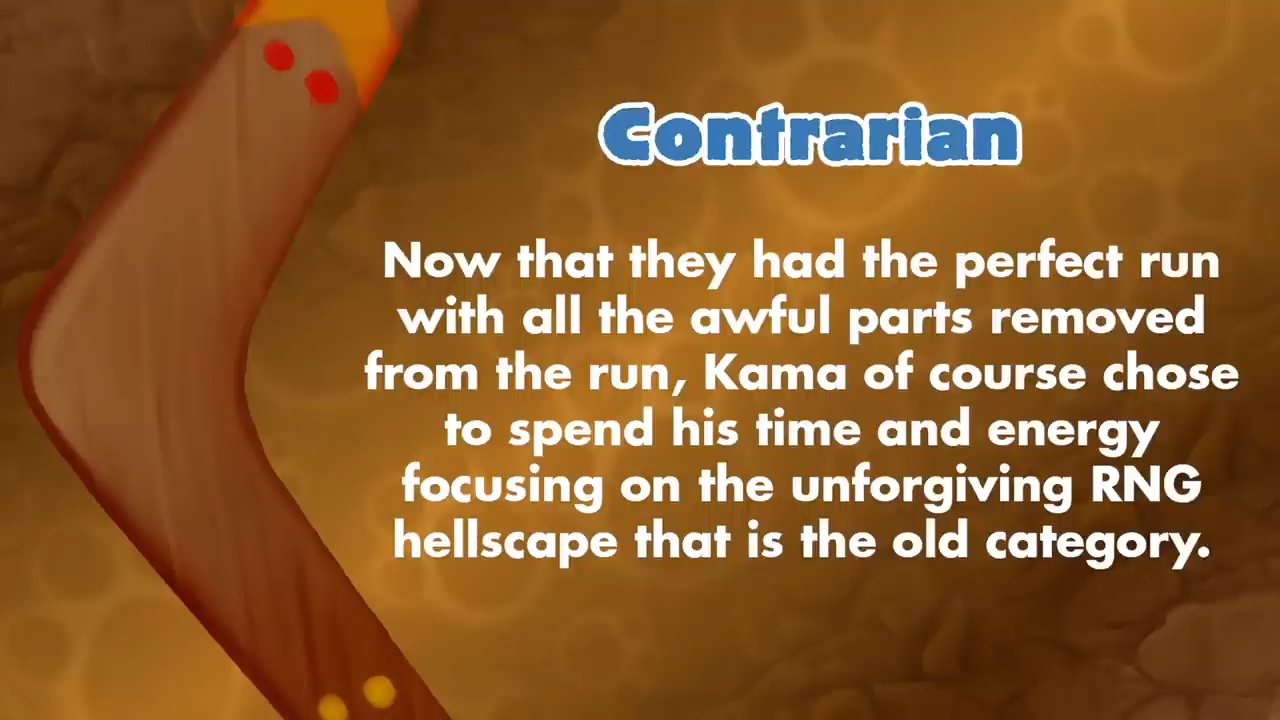 Contrarian
Now that they had the perfect run
with all the awful parts removed
from the run, Kama of course chose
to spend his time and energy
focusing on the unforgiving RNG
hellscape that is the old category.